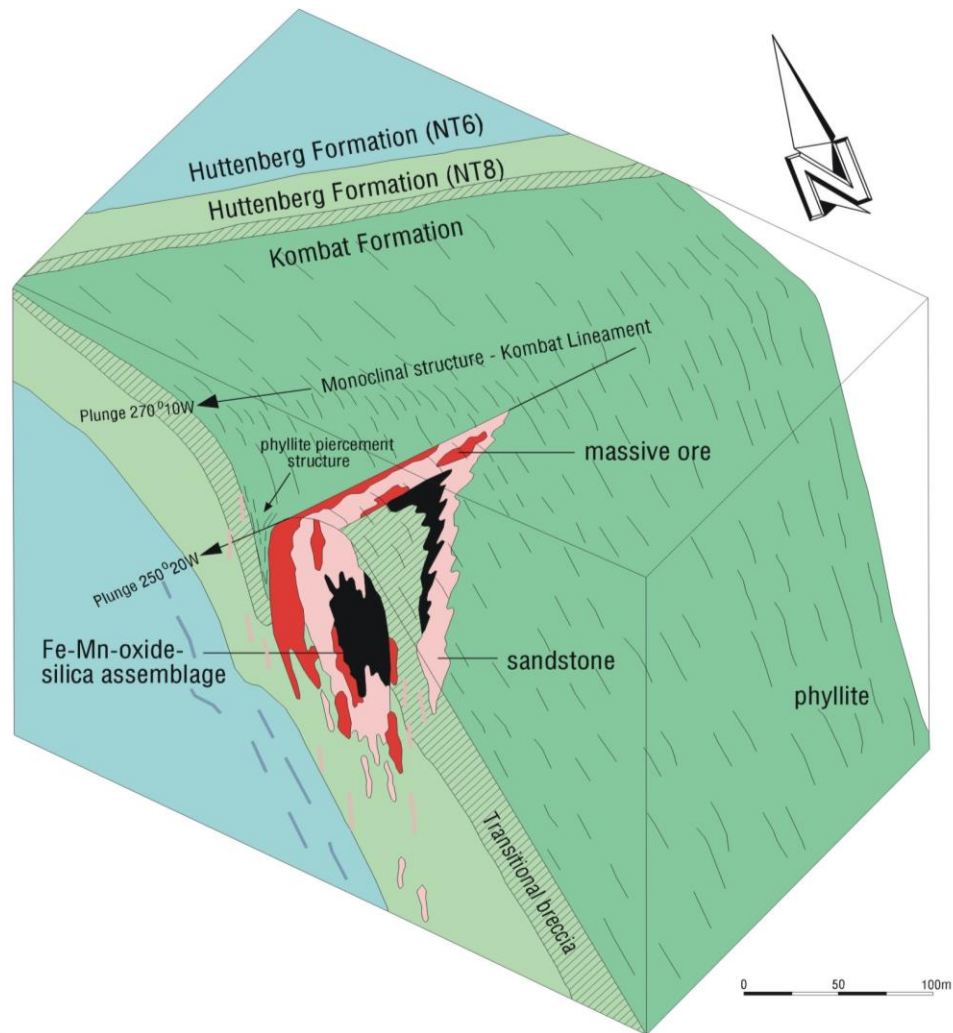 Huttenberg Formation (NT6)
Huttenberg Formation (NT8)
Kombat Formation
N
Monoclinal structure - Kombat Lineament
Plunge 270°10W
phyllite piercement
structure
massive ore
Plunge 250°20W
Fe-Mn-oxide-
silica assemblage
sandstone
phyllite
Transitional breccia
0 50 100m